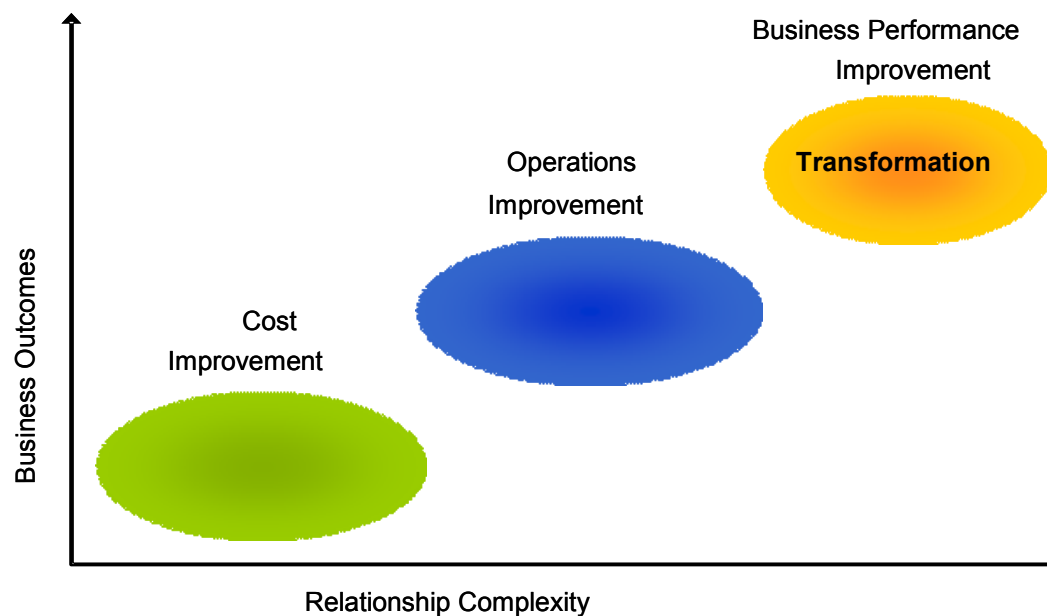 Business Performance
Improvement
Transformation
Operations
Improvement
Cost
Improvement
Business Outcomes
Relationship Complexity